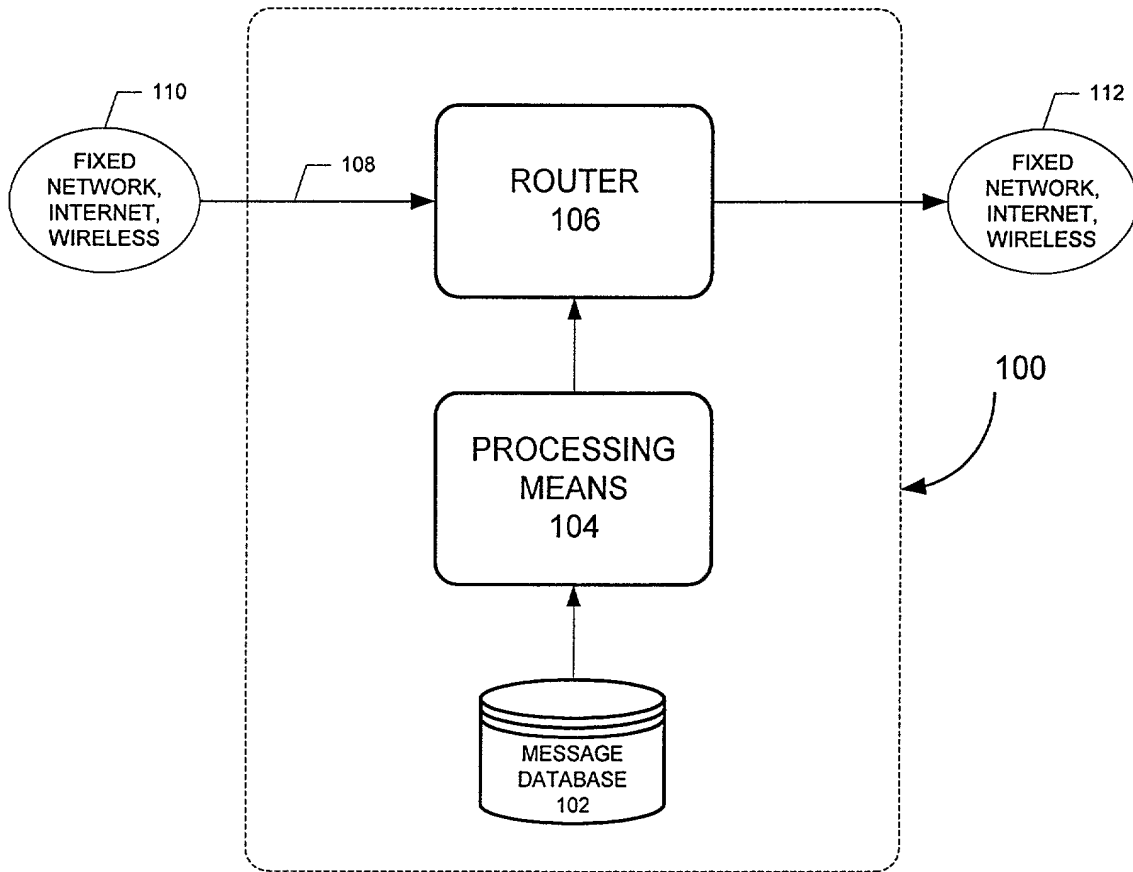 110
FIXED
NETWORK,
INTERNET,
WIRELESS
108
ROUTER
106
112
FIXED
NETWORK,
INTERNET,
WIRELESS
100
PROCESSING
MEANS
104
MESSAGE
DATABASE
102